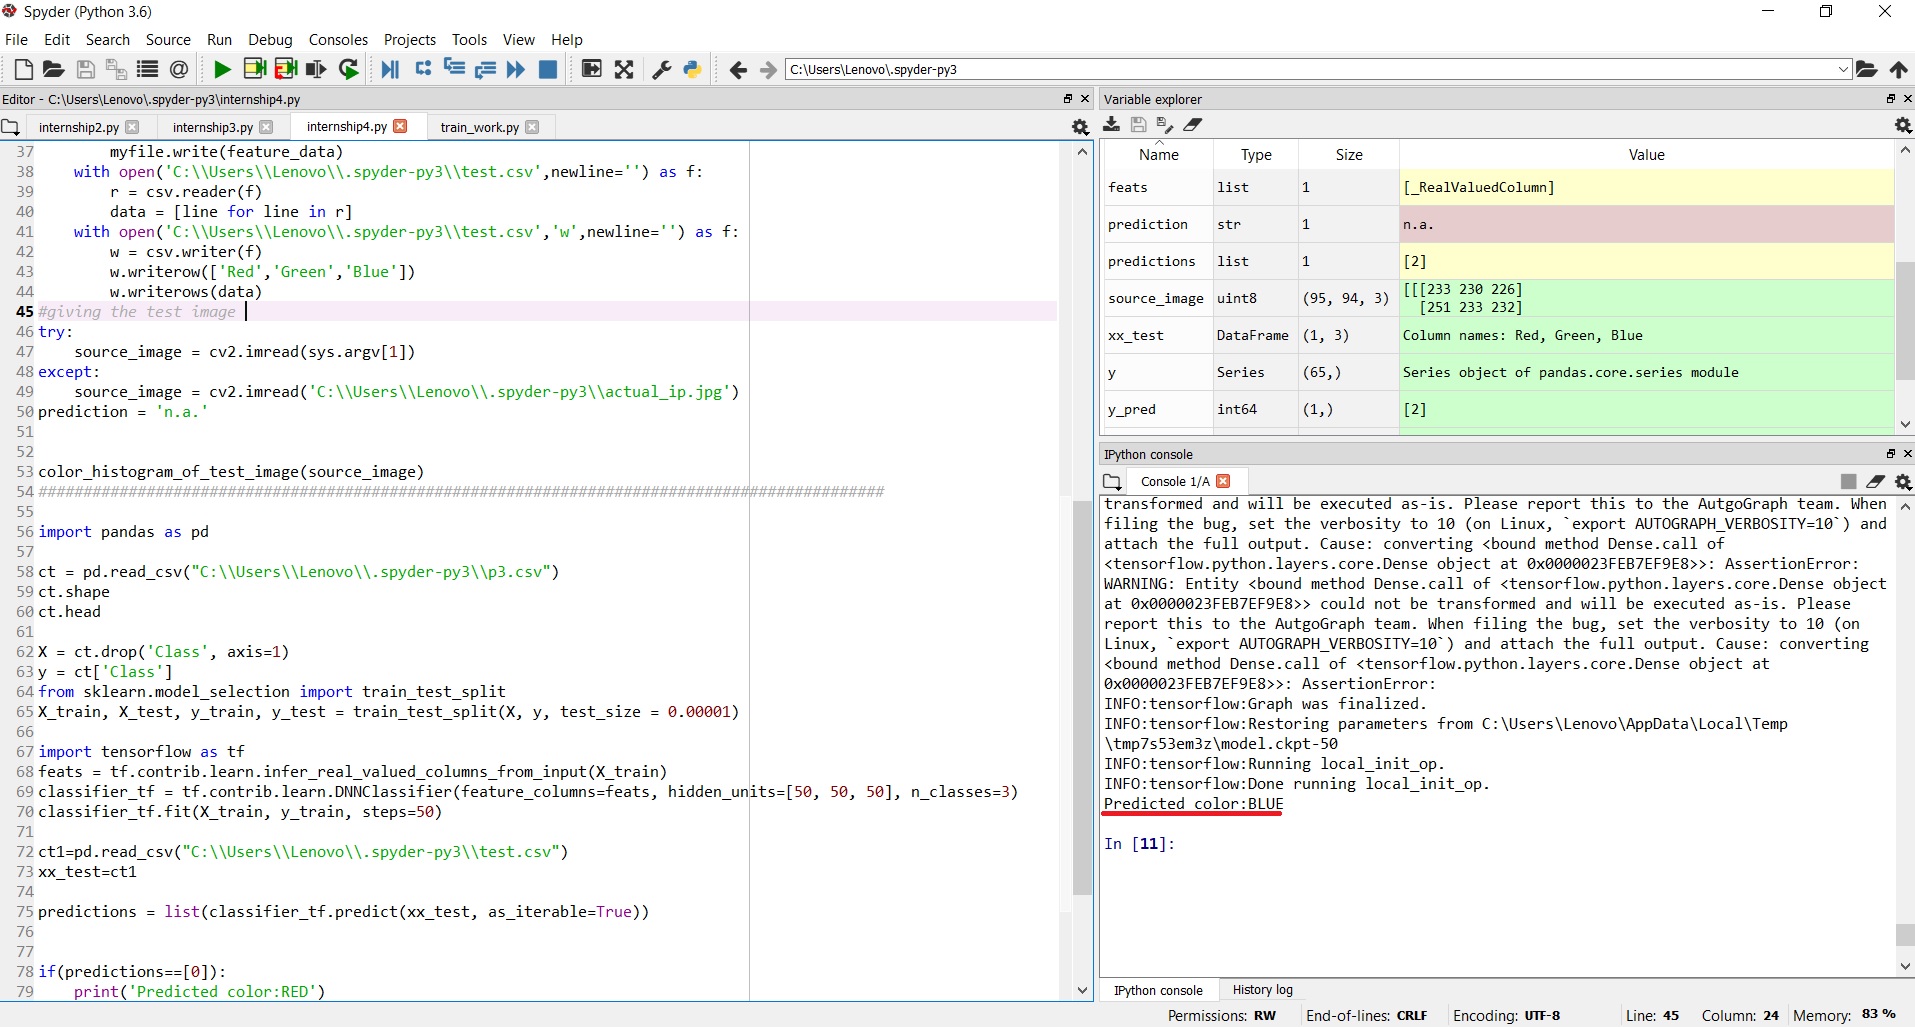 Spyder (Python 3.6)
File Edit Search Source Run Debug Consoles Projects Tools View Help
C:\Users\Lenovo\.spyder-py3
Editor - C:\Users\Lenovo\.spyder-py3\internship4.py
internship2.py internship3.py internship4.py train_work.py
37 myfile.write(feature_data)
38 with open('C:\\Users\\Lenovo\\.spyder-py3\\test.csv',newline='') as f:
39 r = csv.reader(f)
40 data = [line for line in r]
41 with open('C:\\Users\\Lenovo\\.spyder-py3\\test.csv','w',newline='') as f:
42 w = csv.writer(f)
43 w.writerow(['Red','Green','Blue'])
44 w.writerows(data)
45 #giving the test image
46 try:
47 source_image = cv2.imread(sys.argv[1])
48 except:
49 source_image = cv2.imread('C:\\Users\\Lenovo\\.spyder-py3\\actual_ip.jpg')
50 prediction = 'n.a.'
51
52
53 color_histogram_of_test_image(source_image)
54 ##############################################################################################
55
56 import pandas as pd
57
58 ct = pd.read_csv("C:\\Users\\Lenovo\\.spyder-py3\\p3.csv")
59 ct.shape
60 ct.head
61
62 X = ct.drop('Class', axis=1)
63 y = ct['Class']
64 from sklearn.model_selection import train_test_split
65 X_train, X_test, y_train, y_test = train_test_split(X, y, test_size = 0.00001)
66
67 import tensorflow as tf
68 feats = tf.contrib.learn.infer_real_valued_columns_from_input(X_train)
69 classifier_tf = tf.contrib.learn.DNNClassifier(feature_columns=feats, hidden_units=[50, 50, 50], n_classes=3)
70 classifier_tf.fit(X_train, y_train, steps=50)
71
72 ct1=pd.read_csv("C:\\Users\\Lenovo\\.spyder-py3\\test.csv")
73 xx_test=ct1
74
75 predictions = list(classifier_tf.predict(xx_test, as_iterable=True))
76
77
78 if(predictions==[0]):
79 print('Predicted color:RED')
Variable explorer
Name Type Size Value
feats list 1 [_RealValuedColumn]
prediction str 1 n.a.
predictions list 1 [2]
source_image uint8 (95, 94, 3) [[[233 230 226]
[251 233 232]
xx_test DataFrame (1, 3) Column names: Red, Green, Blue
y Series (65,) Series object of pandas.core.series module
y_pred int64 (1,) [2]
IPython console
Console 1/A
transformed and will be executed as-is. Please report this to the AutgoGraph team. When
filing the bug, set the verbosity to 10 (on Linux, `export AUTOGRAPH_VERBOSITY=10`) and
attach the full output. Cause: converting <bound method Dense.call of
<tensorflow.python.layers.core.Dense object at 0x0000023FEB7EF9E8>>: AssertionError:
WARNING: Entity <bound method Dense.call of <tensorflow.python.layers.core.Dense object
at 0x0000023FEB7EF9E8>> could not be transformed and will be executed as-is. Please
report this to the AutgoGraph team. When filing the bug, set the verbosity to 10 (on
Linux, `export AUTOGRAPH_VERBOSITY=10`) and attach the full output. Cause: converting
<bound method Dense.call of <tensorflow.python.layers.core.Dense object at
0x0000023FEB7EF9E8>>: AssertionError:
INFO:tensorflow:Graph was finalized.
INFO:tensorflow:Restoring parameters from C:\Users\Lenovo\AppData\Local\Temp
\tmp7s53em3z\model.ckpt-50
INFO:tensorflow:Running local_init_op.
INFO:tensorflow:Done running local_init_op.
Predicted color:BLUE
In [11]:
IPython console History log
Permissions: RW End-of-lines: CRLF Encoding: UTF-8 Line: 45 Column: 24 Memory: 83 %